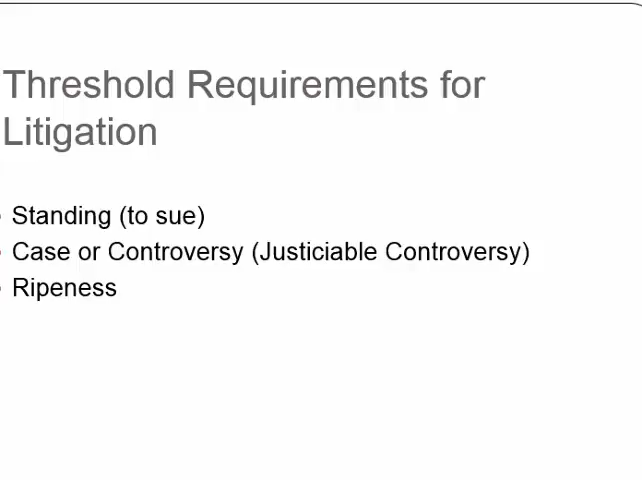 Threshold Requirements for
Litigation
Standing (to sue)
Case or Controversy (Justiciable Controversy)
Ripeness